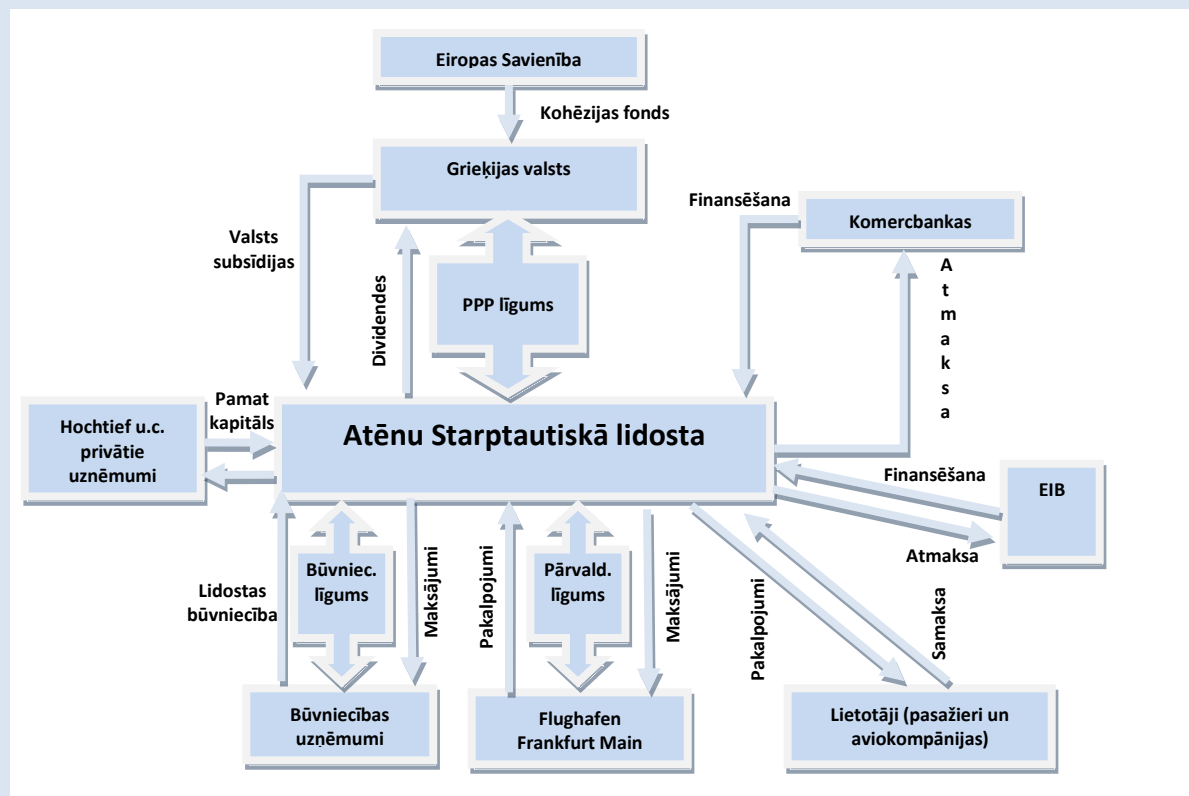 Eiropas Savienība
Kohēzijas fonds
Grieķijas valsts
Finansēšana
Komercbankas
Valsts
subsīdijas
Dividendes
PPP līgums
Atmaksa
Pamat
kapitāls
Hochtief u.c.
privātie
uzņēmumi
Atēnu Starptautiskā lidosta
Finansēšana
EIB
Atmaksa
Lidostas
būvniecība
Būvniec.
līgums
Maksājumi
Pakalpojumi
Pārvald.
līgums
Maksājumi
Pakalpojumi
Samaksa
Būvniecības
uzņēmumi
Flughafen
Frankfurt Main
Lietotāji (pasažieri un
aviokompānijas)